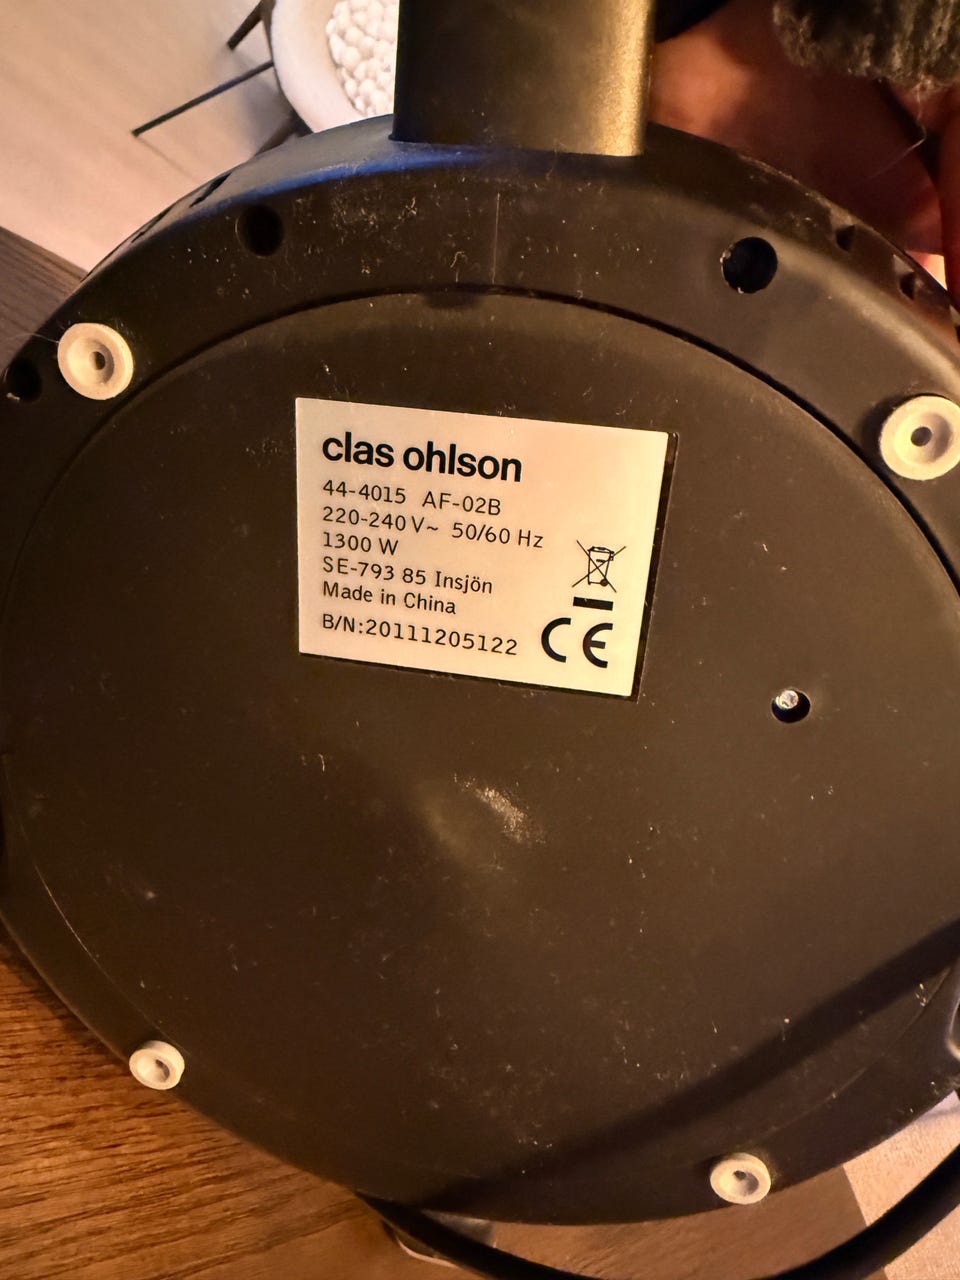 clas ohlson
44-4015 AF-02B
220-240 V~ 50/60 Hz
1300 W
SE-793 85 Insjön
Made in China
B/N:20111205122
CE